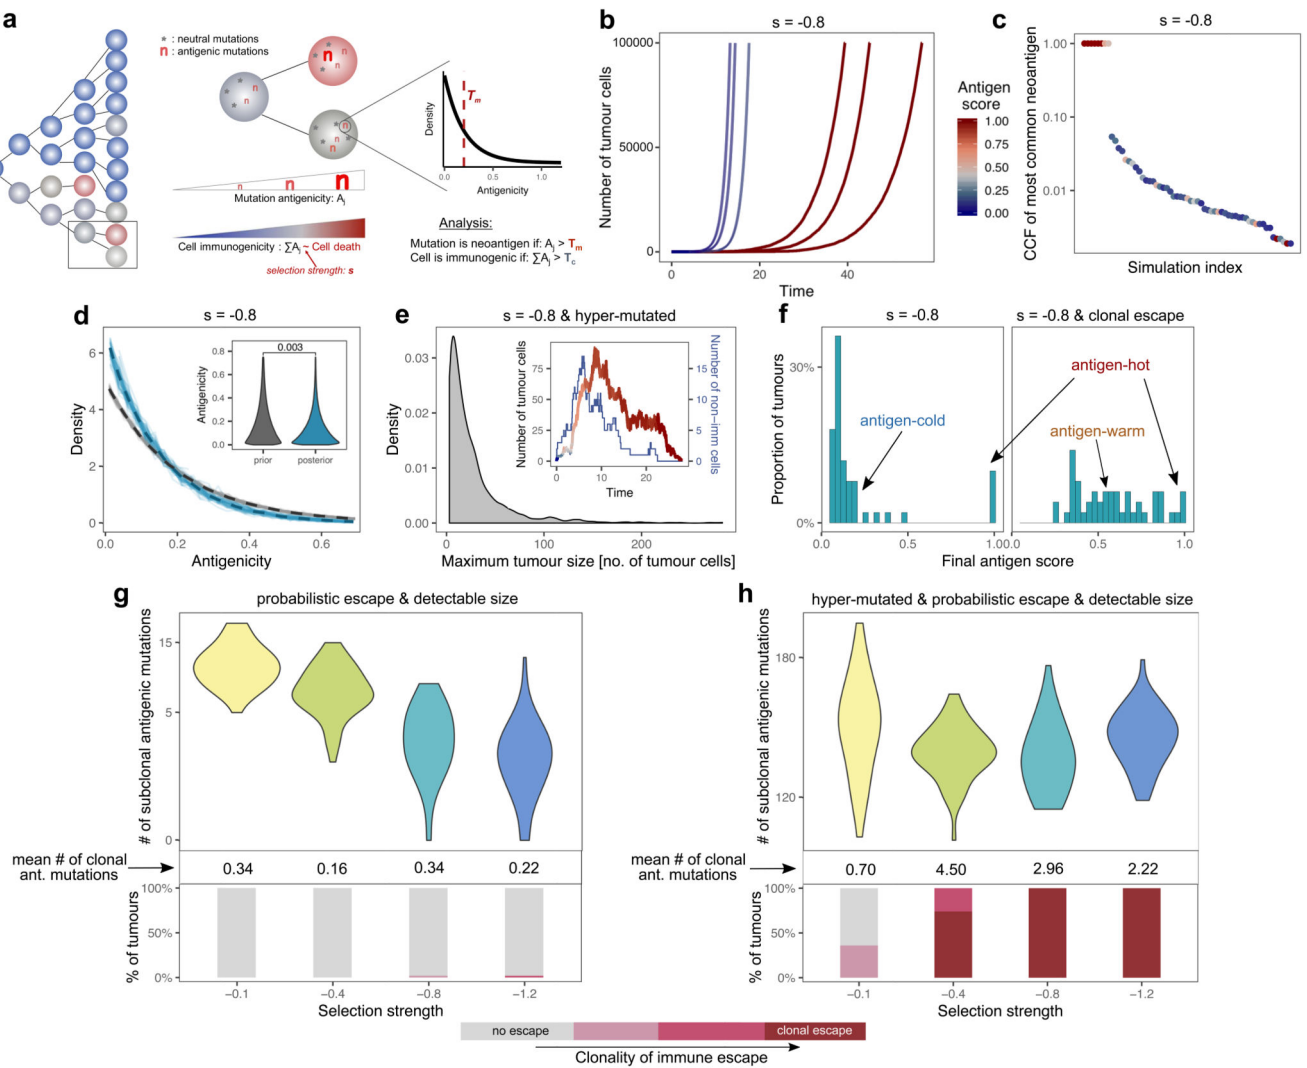 a
* : neutral mutations
n : antigenic mutations
n
n
n
n
n
n
n
n
n
n
n
Density
Tm
0.0 0.5 1.0
Antigenicity
n n n
Mutation antigenicity: Aj
Cell immunogenicity : ∑Aj ~ Cell death
selection strength: s
Analysis:
Mutation is neoantigen if: Aj > Tm
Cell is immunogenic if: ∑Aj > Tc
b
s = -0.8
Number of tumour cells
100000
50000
0
0 20 40
Time
Antigen
score
1.00
0.75
0.50
0.25
0.00
c
s = -0.8
CCF of most common neoantigen
1.00
0.10
0.01
Simulation index
d
s = -0.8
Density
6
4
2
0
0.0 0.2 0.4 0.6
Antigenicity
Antigenicity
0.8
0.6
0.4
0.2
0.0
0.003
prior posterior
e
s = -0.8 & hyper-mutated
Density
0.03
0.02
0.01
0.00
0 100 200
Maximum tumour size [no. of tumour cells]
Number of tumour cells
75
50
25
0
0 10 20
Time
15
10
5
0
Number of non-imm cells
f
s = -0.8
s = -0.8 & clonal escape
Proportion of tumours
30%
0%
antigen-cold
antigen-hot
antigen-warm
0.0 0.5 1.0 0.0 0.5 1.0
Final antigen score
g
probabilistic escape & detectable size
# of subclonal antigenic mutations
15
5
0
mean # of clonal
ant. mutations
0.34 0.16 0.34 0.22
% of tumours
100%
50%
0%
−0.1 −0.4 −0.8 −1.2
Selection strength
h
hyper-mutated & probabilistic escape & detectable size
# of subclonal antigenic mutations
180
120
mean # of clonal
ant. mutations
0.70 4.50 2.96 2.22
% of tumours
100%
50%
0%
−0.1 −0.4 −0.8 −1.2
Selection strength
no escape clonal escape
Clonality of immune escape